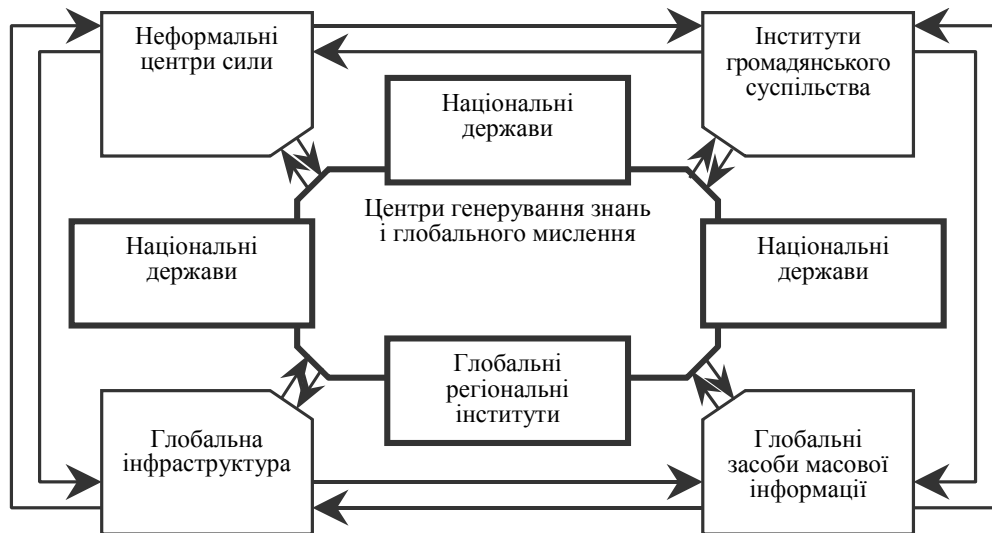 Неформальні
центри сили
Інститути
громадянського
суспільства
Національні
держави
Центри генерування знань
і глобального мислення
Національні
держави
Національні
держави
Глобальні
регіональні
інститути
Глобальна
інфраструктура
Глобальні
засоби масової
інформації